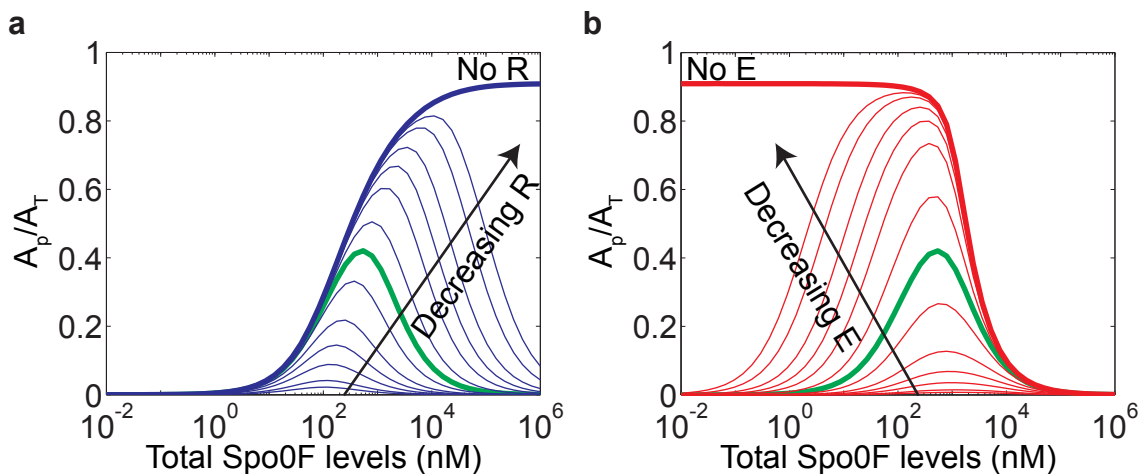 a
1
0.8
0.6
0.4
0.2
0
A_p/A_T
No R
Decreasing R
10^-2
10^0
10^2
10^4
10^6
Total Spo0F levels (nM)
b
1
0.8
0.6
0.4
0.2
0
A_p/A_T
No E
Decreasing E
10^-2
10^0
10^2
10^4
10^6
Total Spo0F levels (nM)